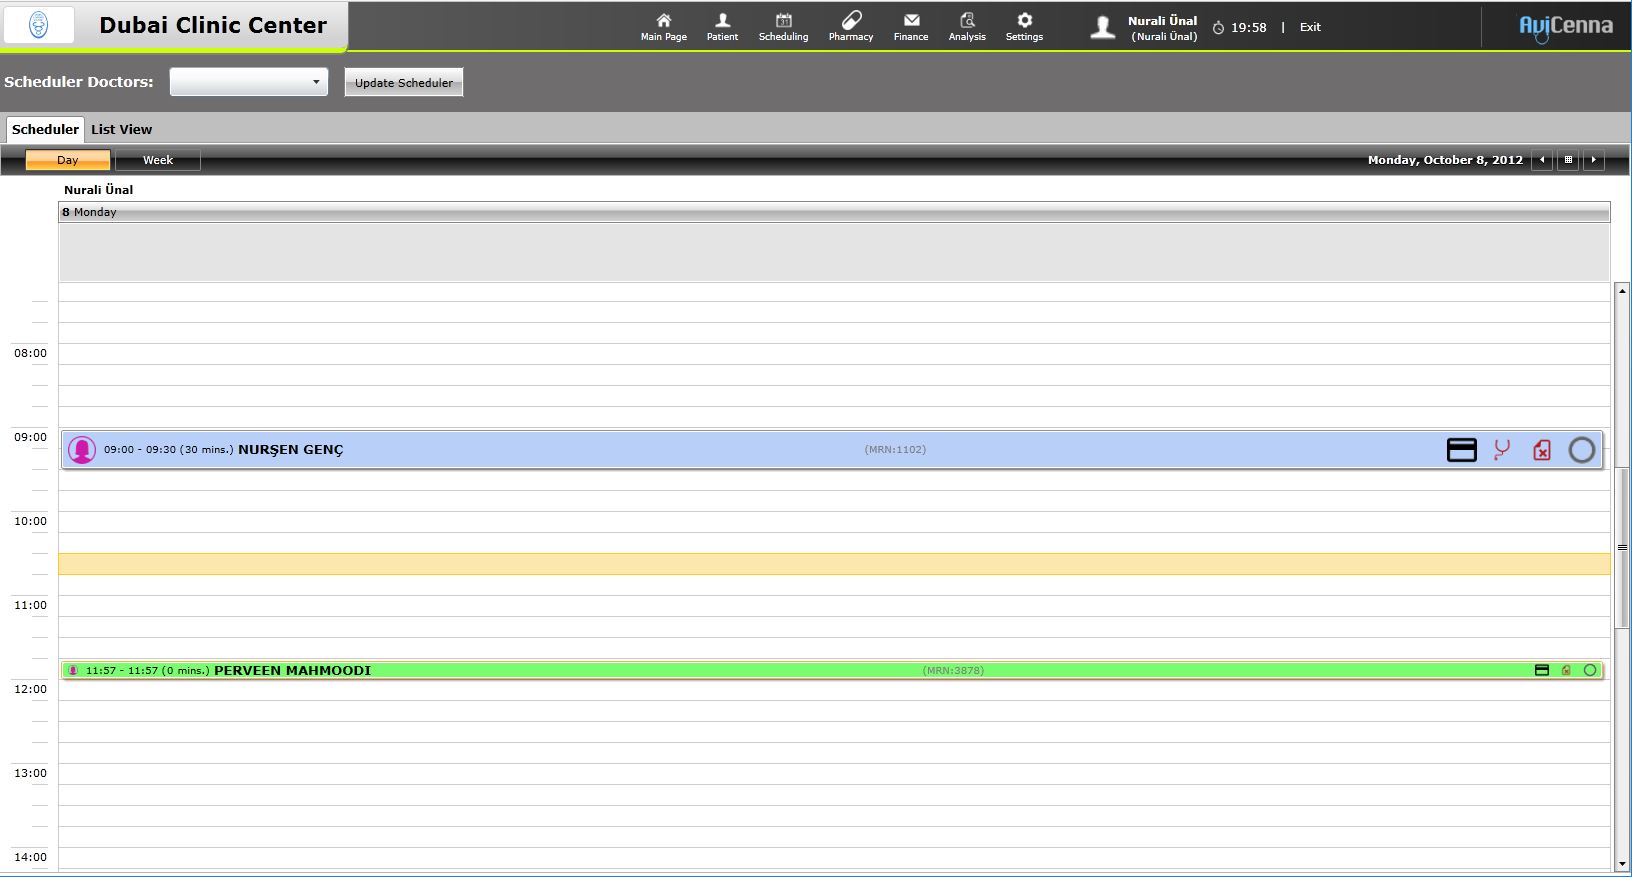 Dubai Clinic Center
Main Page Patient Scheduling Pharmacy Finance Analysis Settings
Nurali Ünal
(Nurali Ünal)
19:58 | Exit
AviCenna
Scheduler Doctors: Update Scheduler
Scheduler List View
Day Week Monday, October 8, 2012
Nurali Ünal
8 Monday
08:00
09:00
09:00 - 09:30 (30 mins.) NURŞEN GENÇ (MRN:1102)
10:00
11:00
11:57 - 11:57 (0 mins.) PERVEEN MAHMOODI (MRN:3878)
12:00
13:00
14:00